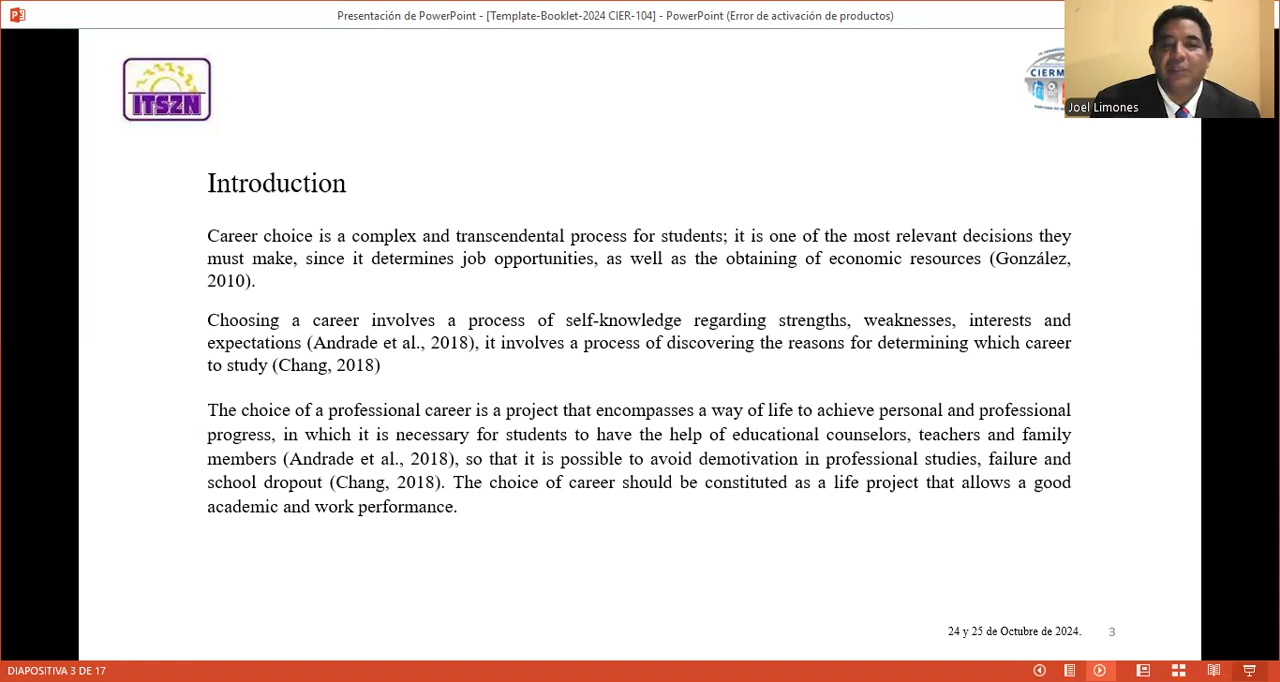 Presentación de PowerPoint - [Template-Booklet-2024 CIER-104] - PowerPoint (Error de activación de productos)
ITSZN
CIERM
Joel Limones
Introduction
Career choice is a complex and transcendental process for students; it is one of the most relevant decisions they
must make, since it determines job opportunities, as well as the obtaining of economic resources (González,
2010).
Choosing a career involves a process of self-knowledge regarding strengths, weaknesses, interests and
expectations (Andrade et al., 2018), it involves a process of discovering the reasons for determining which career
to study (Chang, 2018)
The choice of a professional career is a project that encompasses a way of life to achieve personal and professional
progress, in which it is necessary for students to have the help of educational counselors, teachers and family
members (Andrade et al., 2018), so that it is possible to avoid demotivation in professional studies, failure and
school dropout (Chang, 2018). The choice of career should be constituted as a life project that allows a good
academic and work performance.
24 y 25 de Octubre de 2024.
3
DIAPOSITIVA 3 DE 17